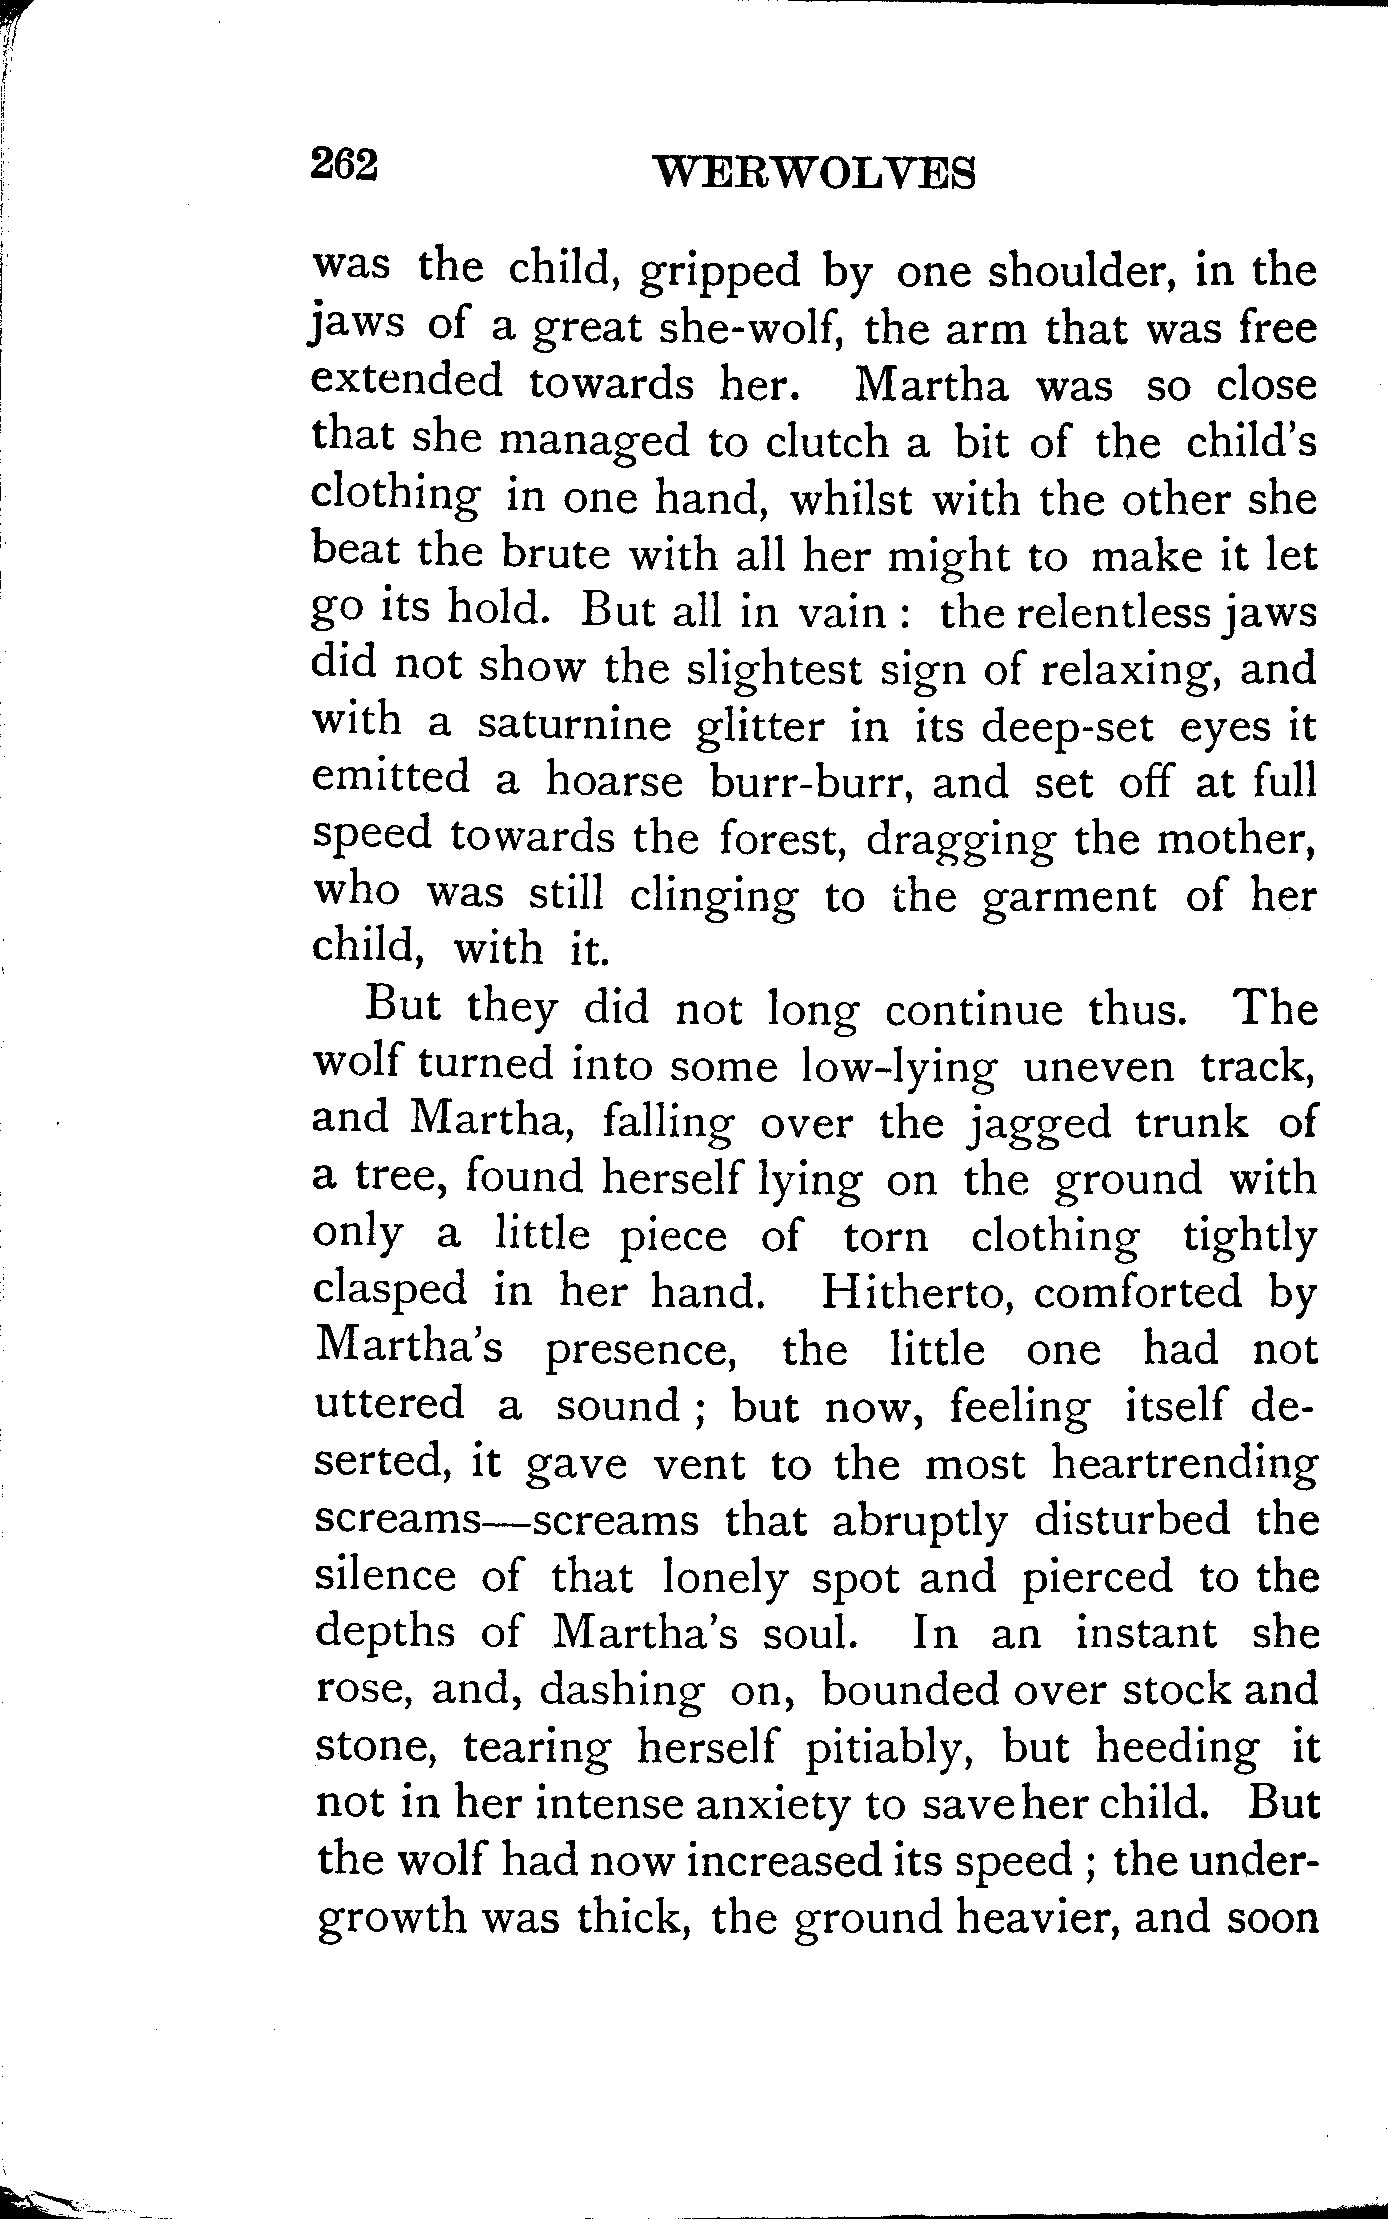 262 WERWOLVES
was the child, gripped by one shoulder, in the
jaws of a great she-wolf, the arm that was free
extended towards her. Martha was so close
that she managed to clutch a bit of the child's
clothing in one hand, whilst with the other she
beat the brute with all her might to make it let
go its hold. But all in vain : the relentless jaws
did not show the slightest sign of relaxing, and
with a saturnine glitter in its deep-set eyes it
emitted a hoarse burr-burr, and set off at full
speed towards the forest, dragging the mother,
who was still clinging to the garment of her
child, with it.
But they did not long continue thus. The
wolf turned into some low-lying uneven track,
and Martha, falling over the jagged trunk of
a tree, found herself lying on the ground with
only a little piece of torn clothing tightly
clasped in her hand. Hitherto, comforted by
Martha's presence, the little one had not
uttered a sound ; but now, feeling itself de-
serted, it gave vent to the most heartrending
screams—screams that abruptly disturbed the
silence of that lonely spot and pierced to the
depths of Martha's soul. In an instant she
rose, and, dashing on, bounded over stock and
stone, tearing herself pitiably, but heeding it
not in her intense anxiety to save her child. But
the wolf had now increased its speed ; the under-
growth was thick, the ground heavier, and soon